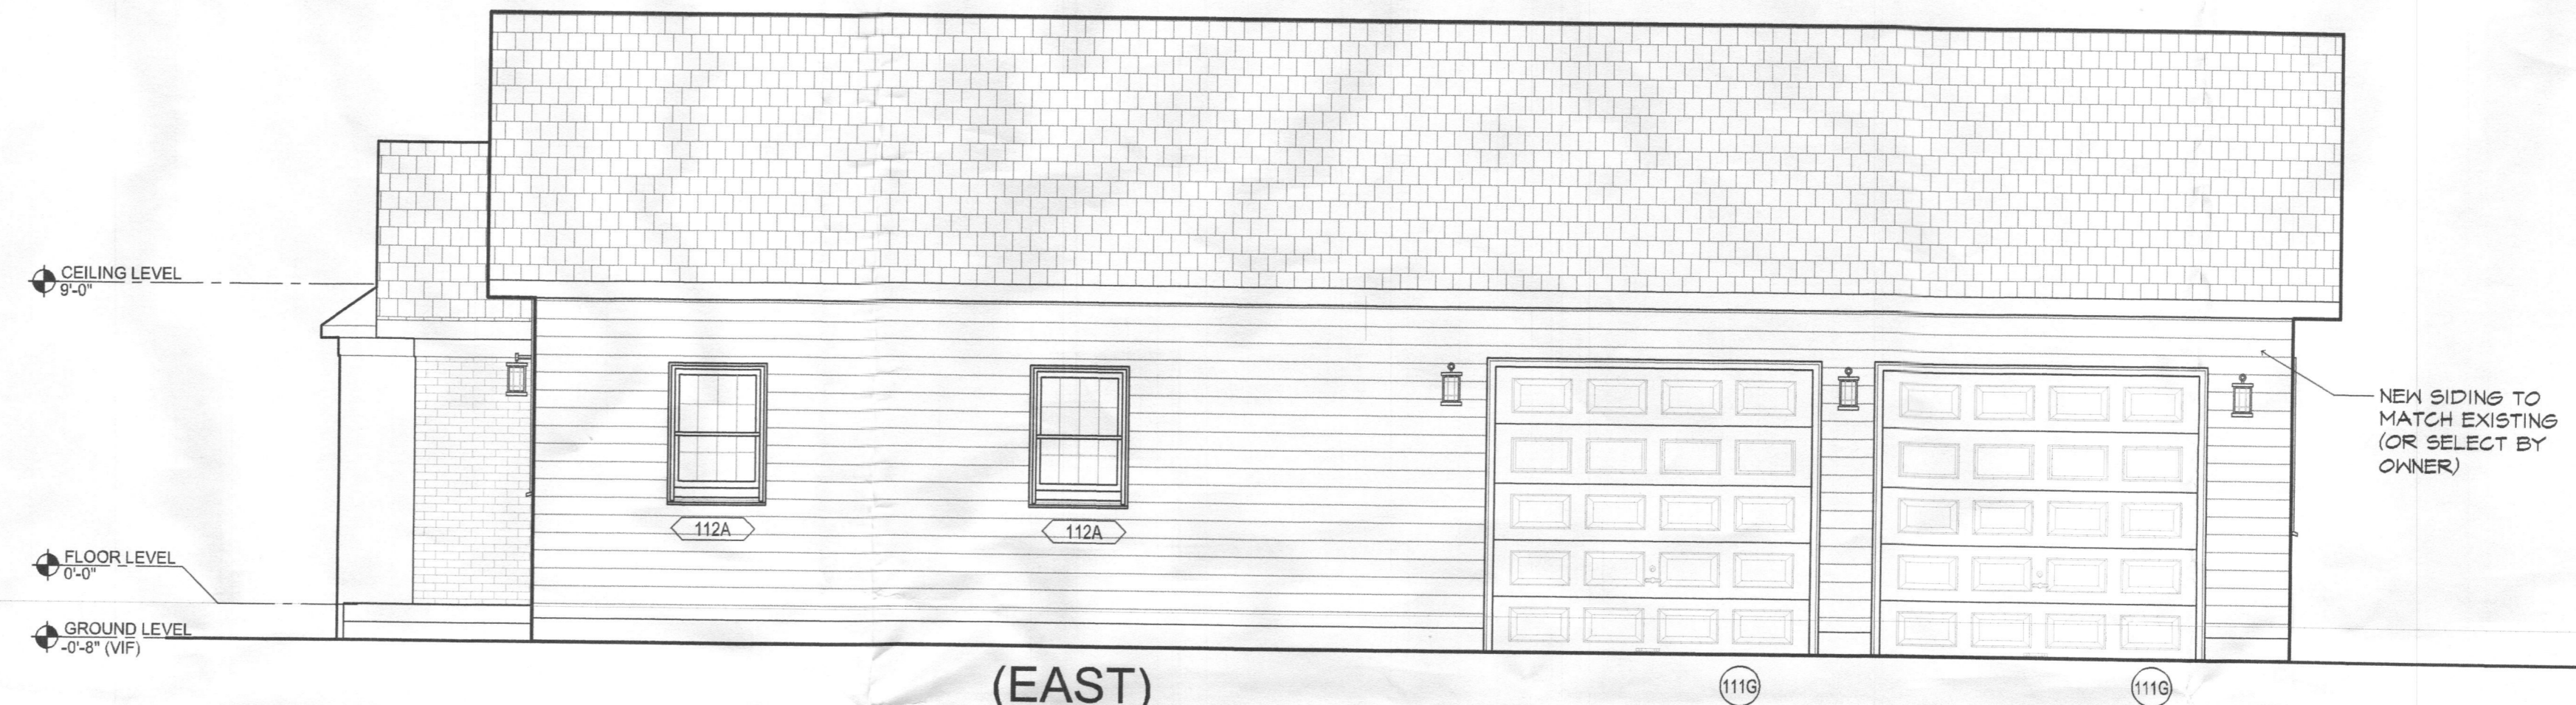 CEILING LEVEL
9'-0"
FLOOR LEVEL
0'-0"
GROUND LEVEL
-0'-8" (VIF)
112A
112A
NEW SIDING TO
MATCH EXISTING
(OR SELECT BY
OWNER)
(EAST)
111G
111G